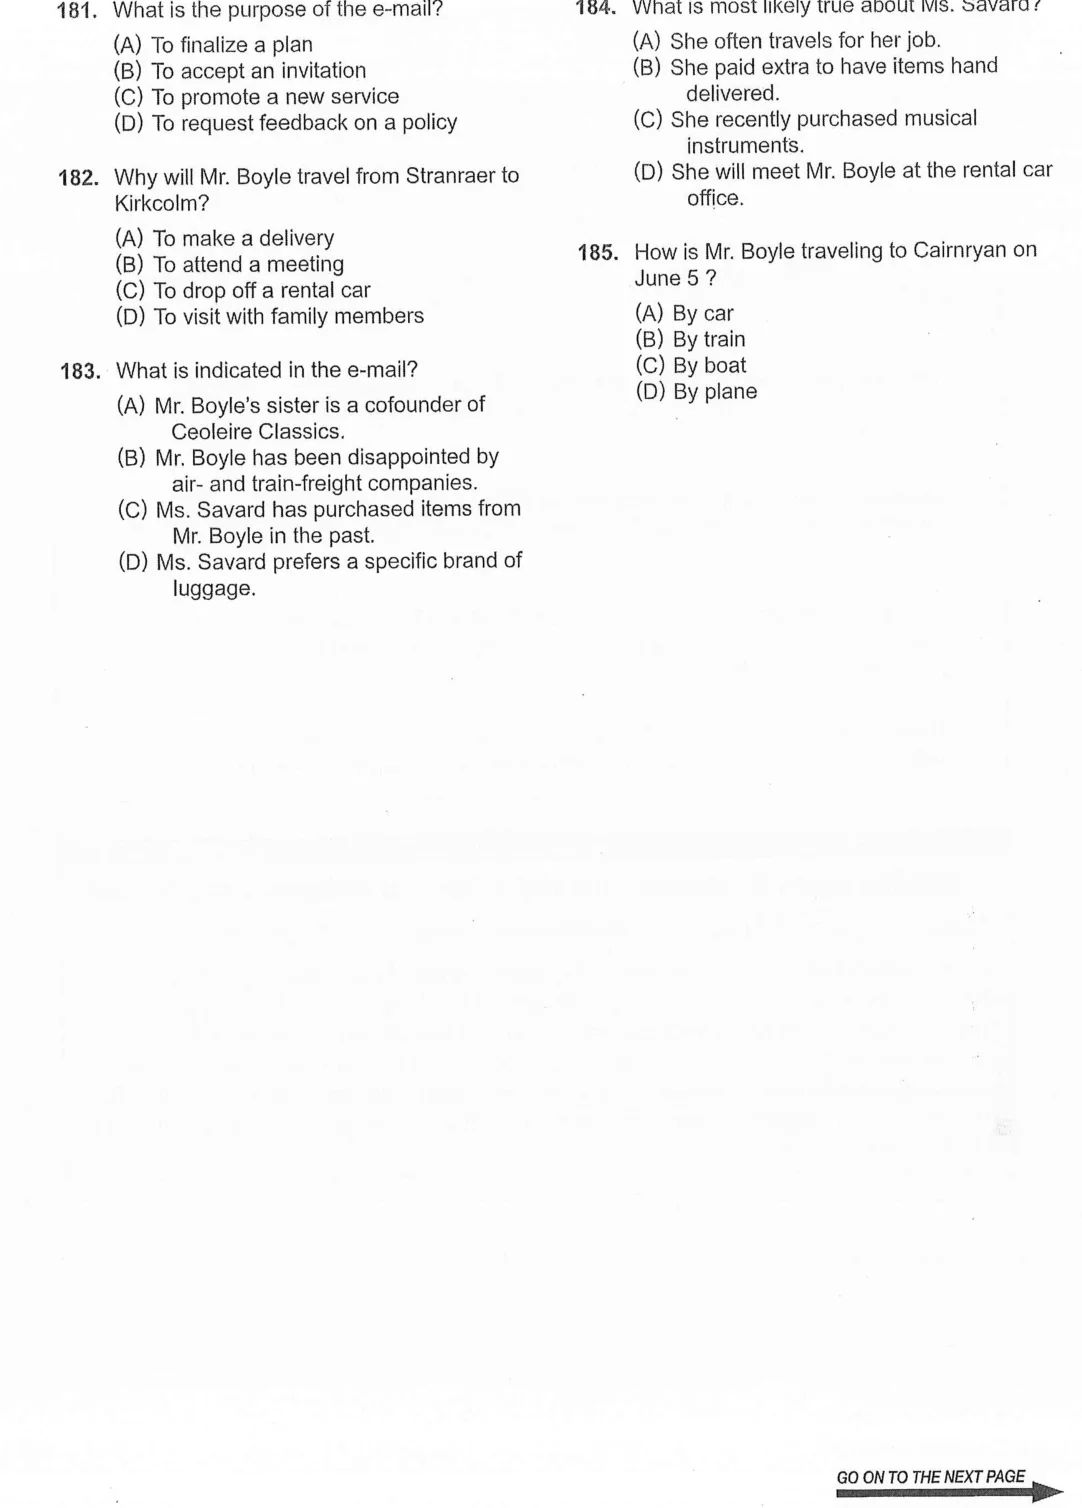 181. What is the purpose of the e-mail?
(A) To finalize a plan
(B) To accept an invitation
(C) To promote a new service
(D) To request feedback on a policy
182. Why will Mr. Boyle travel from Stranraer to
Kirkcolm?
(A) To make a delivery
(B) To attend a meeting
(C) To drop off a rental car
(D) To visit with family members
183. What is indicated in the e-mail?
(A) Mr. Boyle's sister is a cofounder of
Ceoleire Classics.
(B) Mr. Boyle has been disappointed by
air- and train-freight companies.
(C) Ms. Savard has purchased items from
Mr. Boyle in the past.
(D) Ms. Savard prefers a specific brand of
luggage.
184. What is most likely true about Ms. Savard?
(A) She often travels for her job.
(B) She paid extra to have items hand
delivered.
(C) She recently purchased musical
instruments.
(D) She will meet Mr. Boyle at the rental car
office.
185. How is Mr. Boyle traveling to Cairnryan on
June 5 ?
(A) By car
(B) By train
(C) By boat
(D) By plane
GO ON TO THE NEXT PAGE